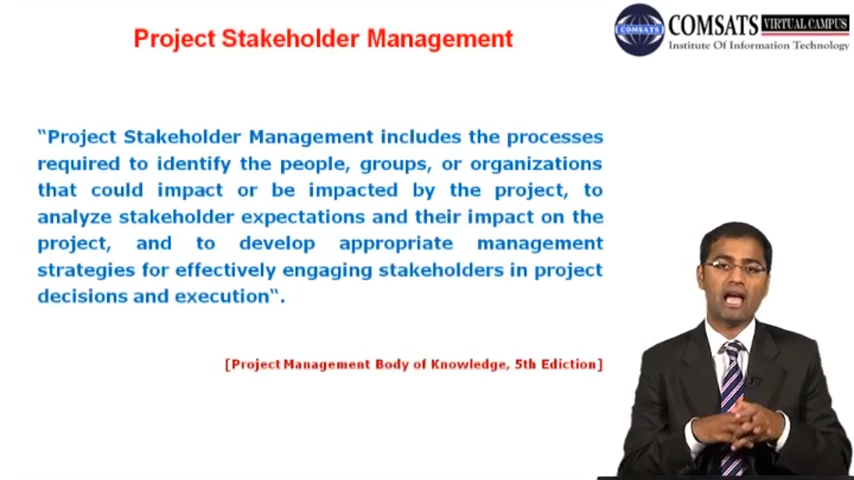 Project Stakeholder Management
COMSATS
COMSATS VIRTUAL CAMPUS
Institute Of Information Technology
"Project Stakeholder Management includes the processes
required to identify the people, groups, or organizations
that could impact or be impacted by the project, to
analyze stakeholder expectations and their impact on the
project, and to develop appropriate management
strategies for effectively engaging stakeholders in project
decisions and execution".
[Project Management Body of Knowledge, 5th Ediction]